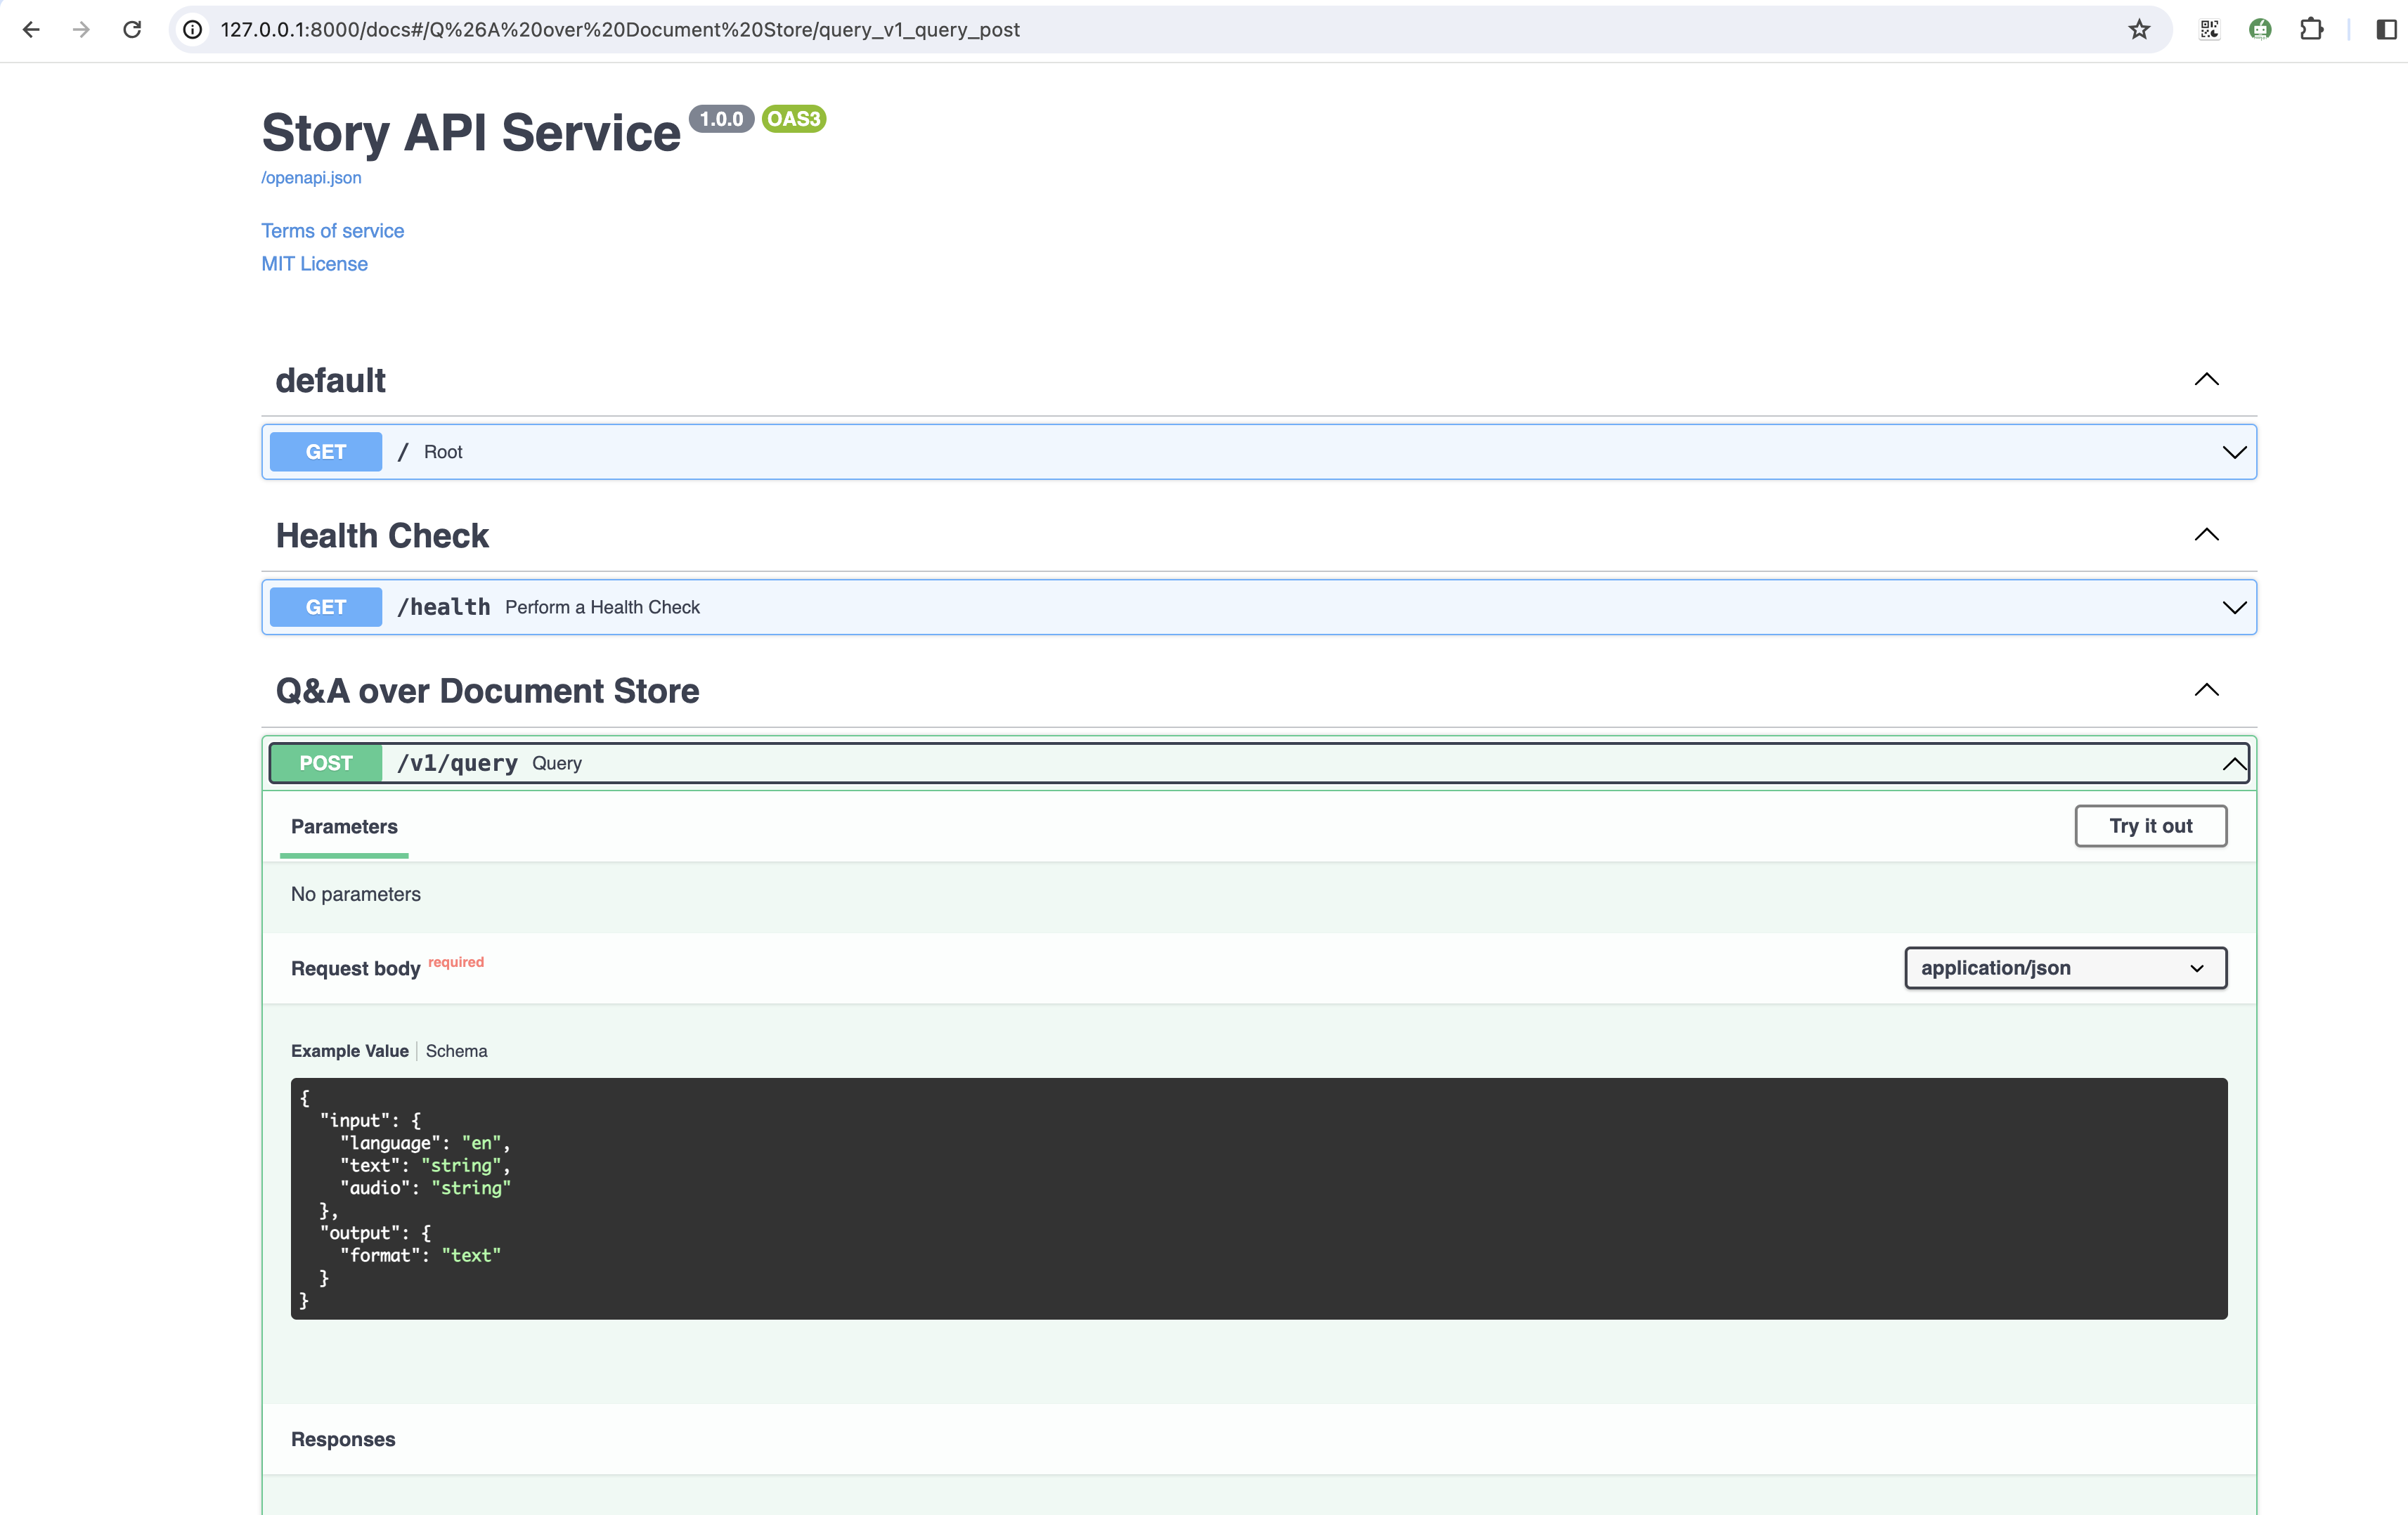 127.0.0.1:8000/docs#/Q%26A%20over%20Document%20Store/query_v1_query_post
Story API Service 1.0.0 OAS3
/openapi.json
Terms of service
MIT License
default
GET / Root
Health Check
GET /health Perform a Health Check
Q&A over Document Store
POST /v1/query Query
Parameters Try it out
No parameters
Request body required application/json
Example Value Schema
{
  "input": {
    "language": "en",
    "text": "string",
    "audio": "string"
  },
  "output": {
    "format": "text"
  }
}
Responses